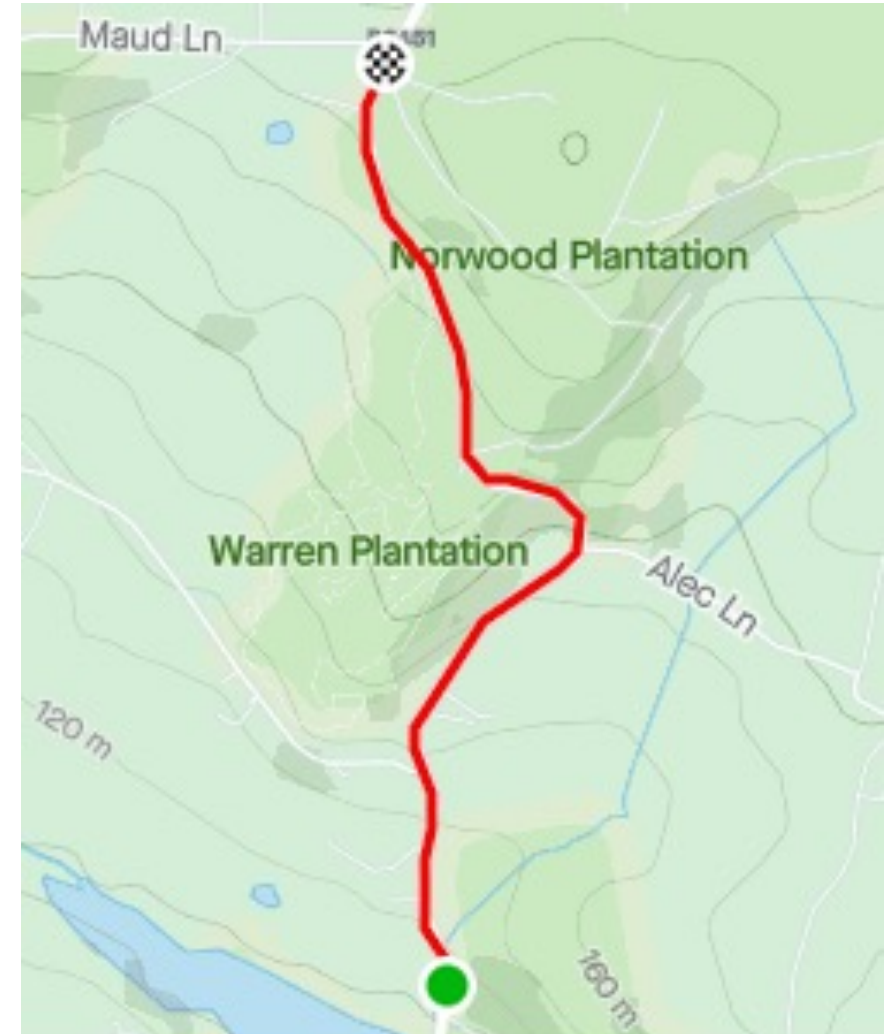 Maud Ln
Norwood Plantation
Warren Plantation
Alec Ln
120 m
160 m